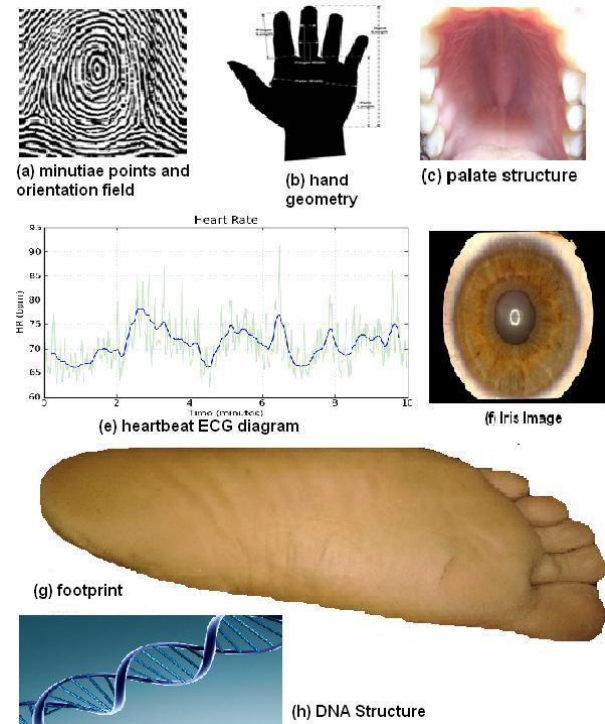 (a) minutiae points and
orientation field
(b) hand
geometry
(c) palate structure
Heart Rate
95
90
85
80
75
70
65
60
HR (bpm)
0
2
4
6
8
10
Time (minutes)
(e) heartbeat ECG diagram
(f) Iris Image
(g) footprint
(h) DNA Structure